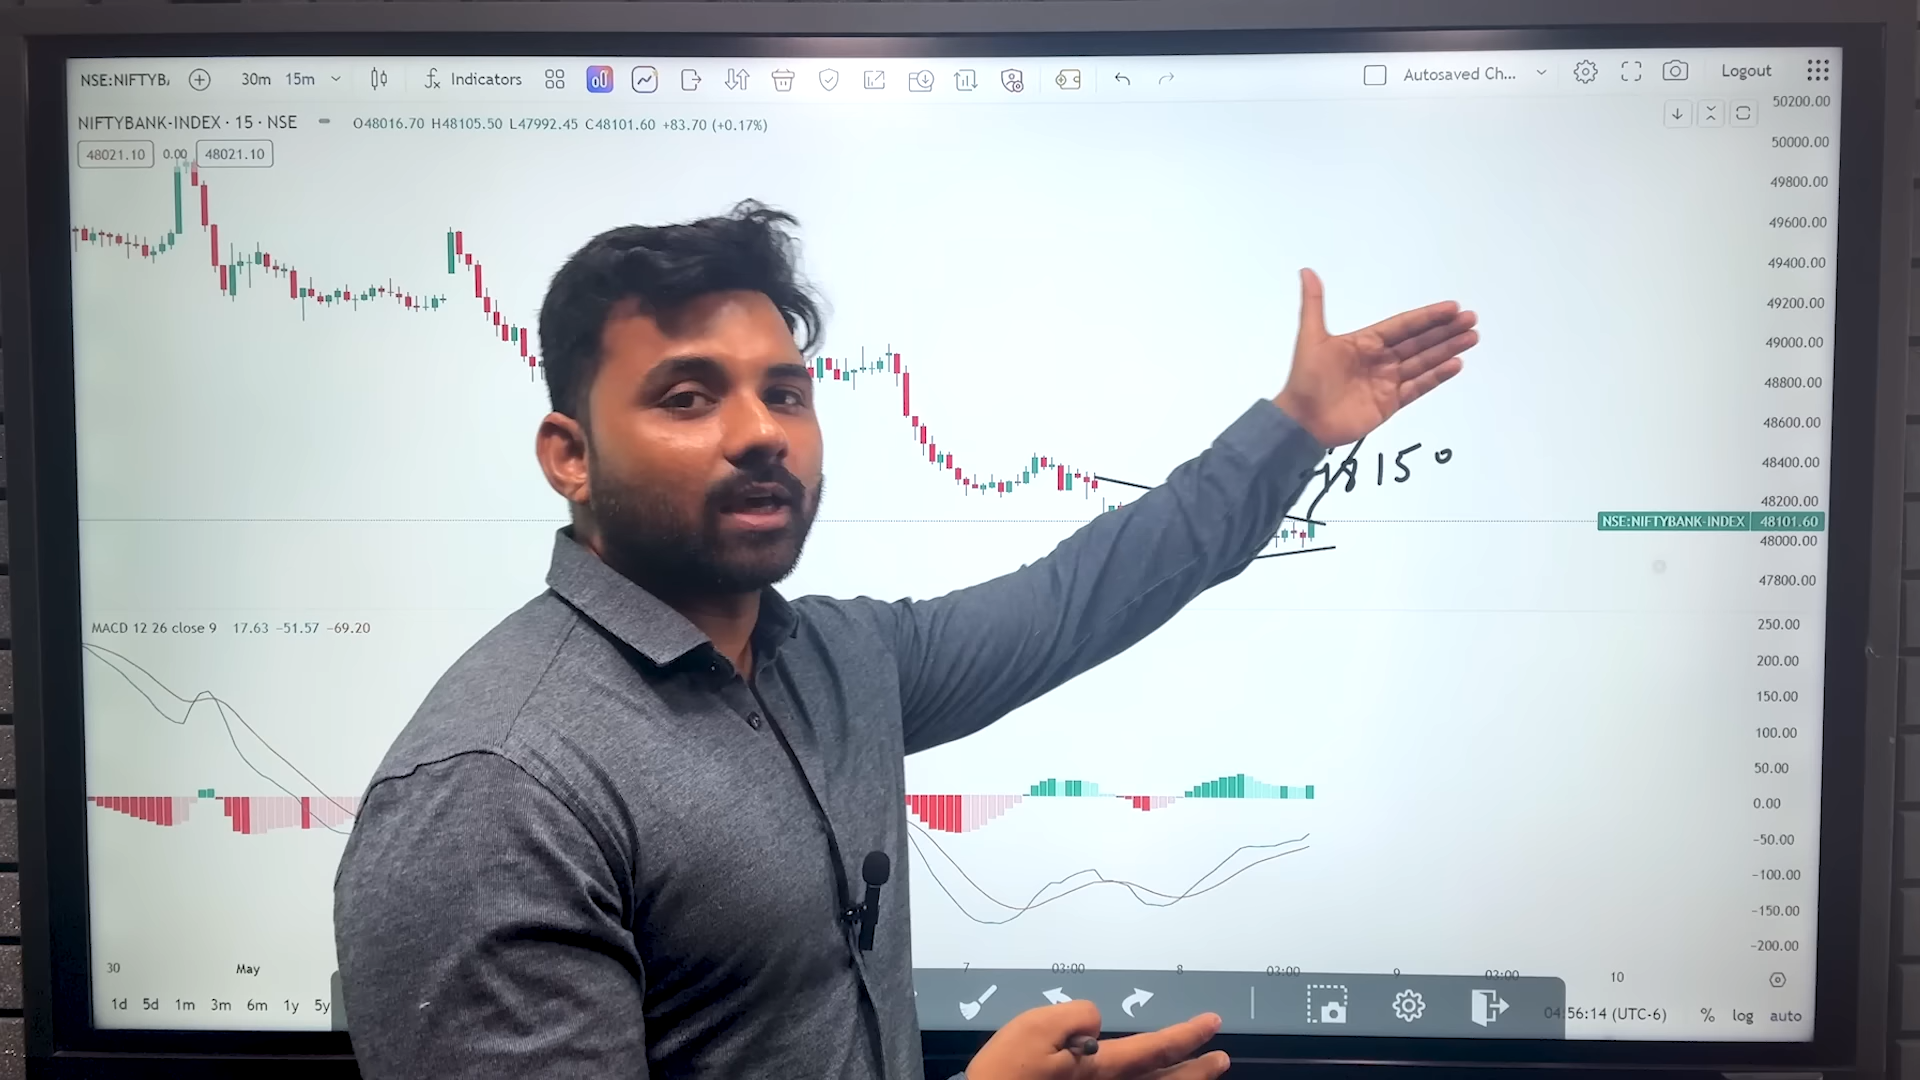 NSE:NIFTYB
30m 15m Indicators Autosaved Ch... Logout
NIFTYBANK-INDEX · 15 · NSE O48016.70 H48105.50 L47992.45 C48101.60 +83.70 (+0.17%)
48021.10 0.00 48021.10
50200.00
50000.00
49800.00
49600.00
49400.00
49200.00
49000.00
48800.00
48600.00
48400.00
48200.00
NSE:NIFTYBANK-INDEX 48101.60
48000.00
47800.00
48150
MACD 12 26 close 9 17.63 −51.57 −69.20
250.00
200.00
150.00
100.00
50.00
0.00
−50.00
−100.00
−150.00
−200.00
30 May 7 03:00 8 03:00 9 03:00 10
1d 5d 1m 3m 6m 1y 5y
04:56:14 (UTC-6) % log auto